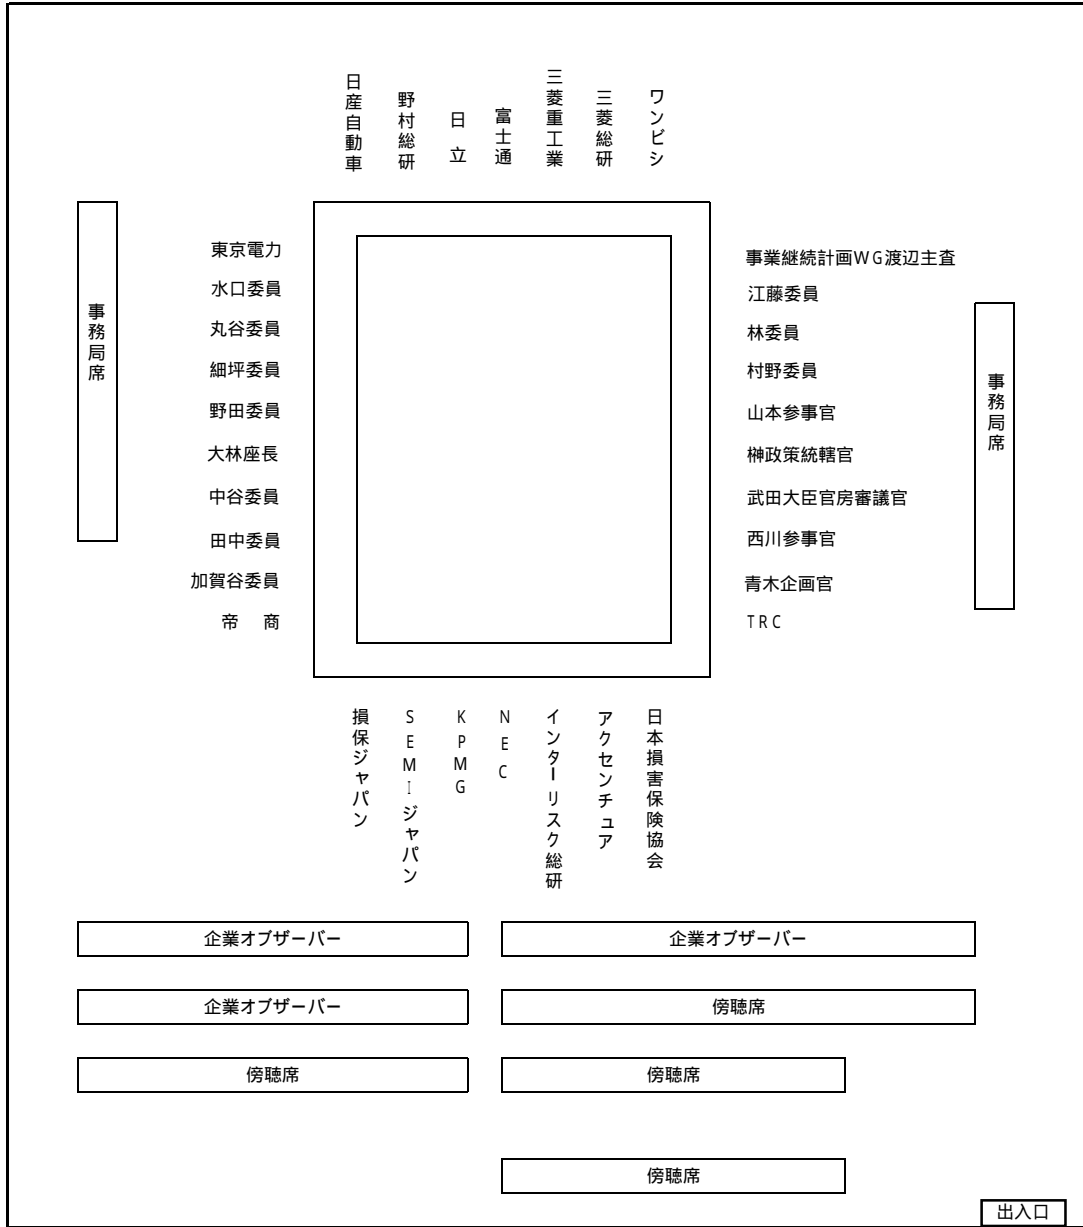 日産自動車
野村総研
日立
富士通
三菱重工業
三菱総研
ワンビシ
事務局席
東京電力
水口委員
丸谷委員
細坪委員
野田委員
大林座長
中谷委員
田中委員
加賀谷委員
帝　商
事業継続計画WG渡辺主査
江藤委員
林委員
村野委員
山本参事官
榊政策統轄官
武田大臣官房審議官
西川参事官
青木企画官
TRC
事務局席
損保ジャパン
SEMIジャパン
KPMG
NEC
インターリスク総研
アクセンチュア
日本損害保険協会
企業オブザーバー
企業オブザーバー
企業オブザーバー
傍聴席
傍聴席
傍聴席
傍聴席
出入口